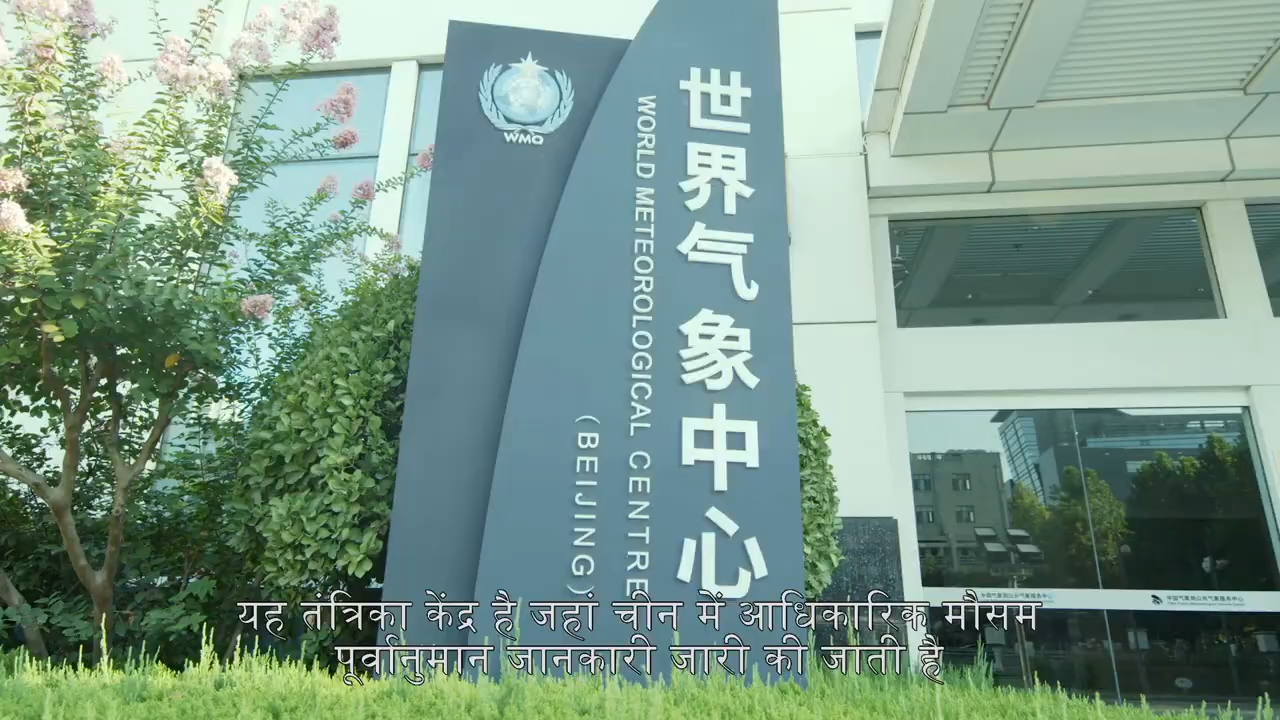 WMO
世界气象中心
WORLD METEOROLOGICAL CENTRE
(BEIJING)
यह तंत्रिका केंद्र है जहां चीन में आधिकारिक मौसम
पूर्वानुमान जानकारी जारी की जाती है